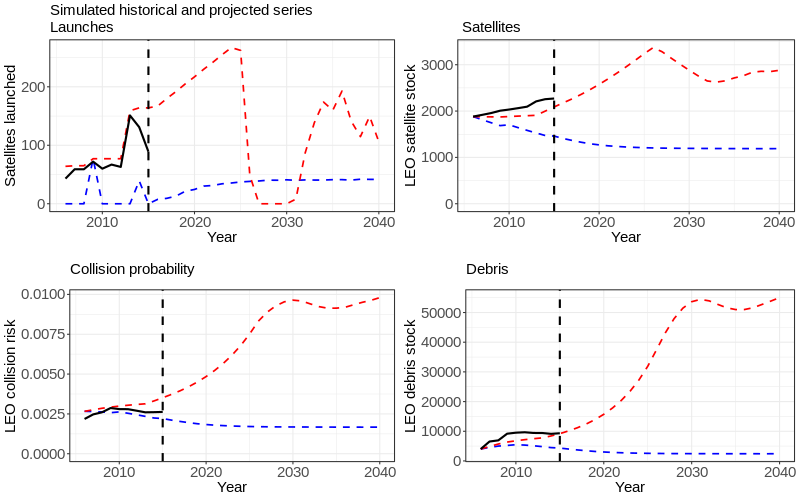 Simulated historical and projected series
Launches
Satellites launched
200
100
0
2010
2020
2030
2040
Year
Satellites
LEO satellite stock
3000
2000
1000
0
2010
2020
2030
2040
Year
Collision probability
LEO collision risk
0.0100
0.0075
0.0050
0.0025
0.0000
2010
2020
2030
2040
Year
Debris
LEO debris stock
50000
40000
30000
20000
10000
0
2010
2020
2030
2040
Year